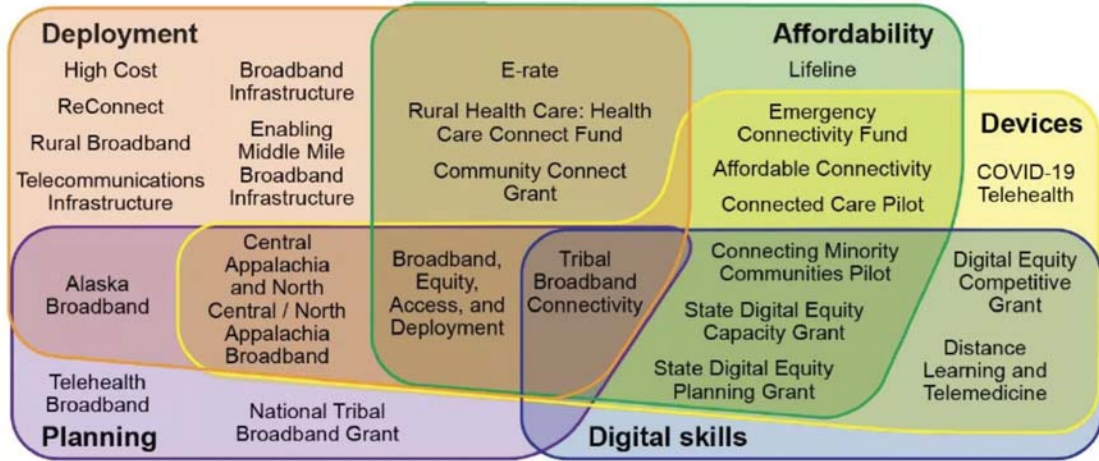 Deployment
High Cost
ReConnect
Rural Broadband
Telecommunications
Infrastructure
Broadband
Infrastructure
Enabling
Middle Mile
Broadband
Infrastructure
E-rate
Rural Health Care: Health
Care Connect Fund
Community Connect
Grant
Affordability
Lifeline
Emergency
Connectivity Fund
Affordable Connectivity
Connected Care Pilot
Devices
COVID-19
Telehealth
Alaska
Broadband
Central
Appalachia
and North
Central / North
Appalachia
Broadband
Broadband,
Equity,
Access, and
Deployment
Tribal
Broadband
Connectivity
Connecting Minority
Communities Pilot
State Digital Equity
Capacity Grant
State Digital Equity
Planning Grant
Digital Equity
Competitive
Grant
Distance
Learning and
Telemedicine
Telehealth
Broadband
National Tribal
Broadband Grant
Planning
Digital skills